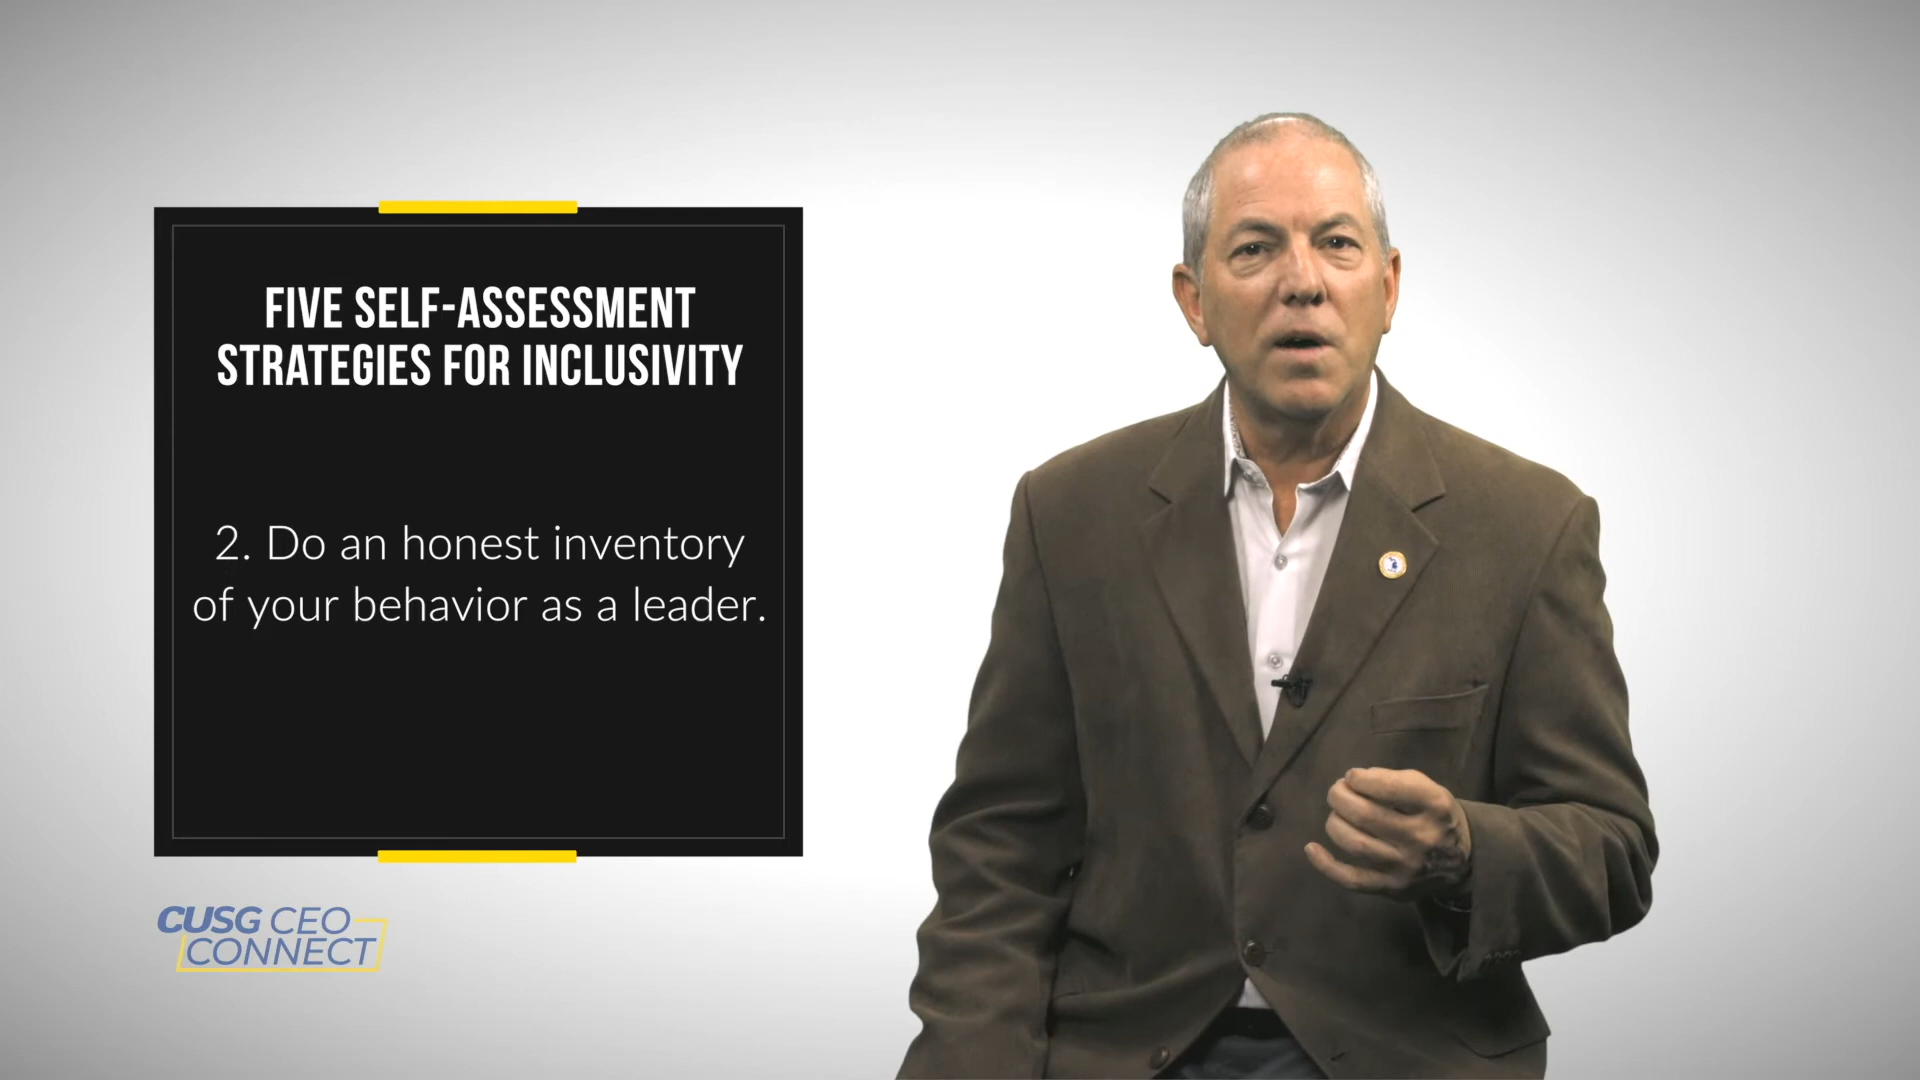 FIVE SELF-ASSESSMENT
STRATEGIES FOR INCLUSIVITY
2. Do an honest inventory
of your behavior as a leader.
CUSG CEO
CONNECT